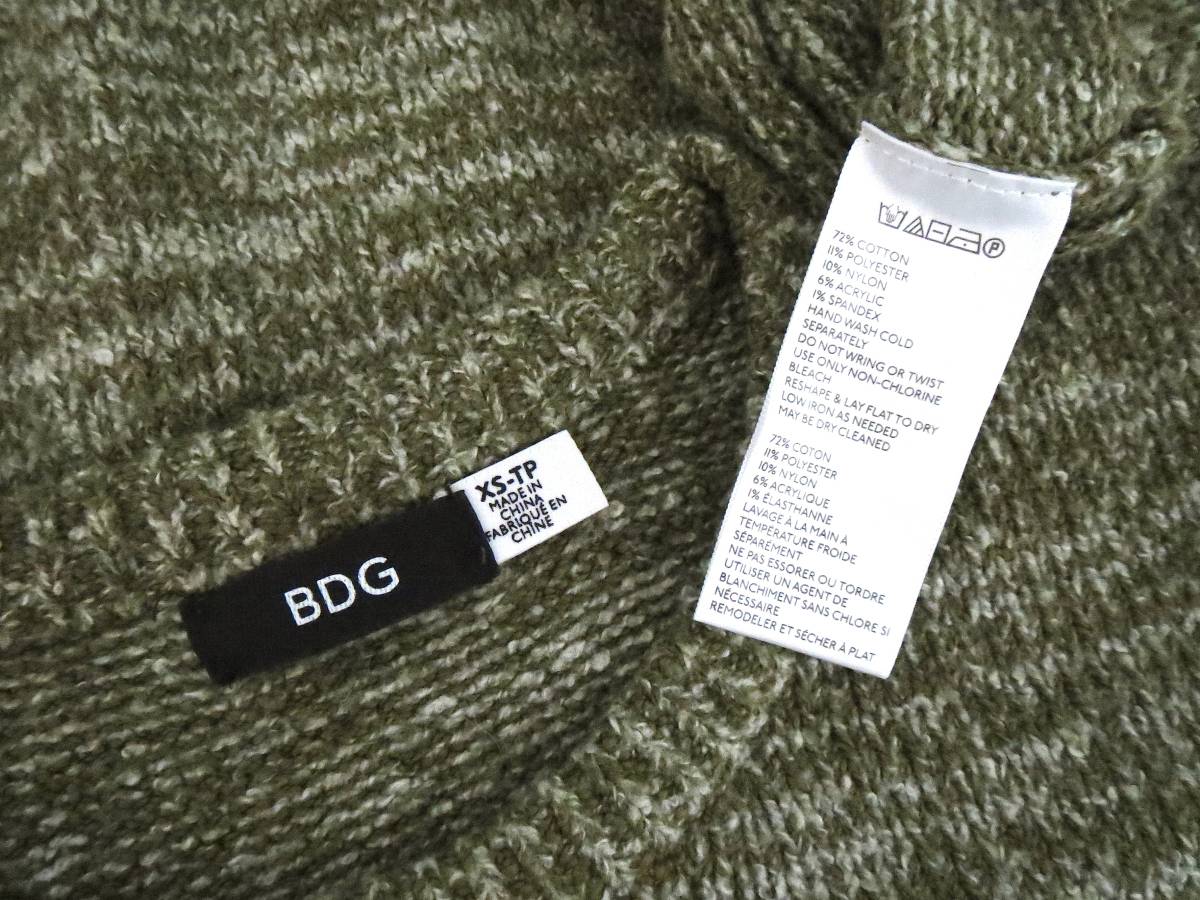 BDG
XS-TP
MADE IN
CHINA
FABRIQUÉ EN
CHINE
P
72% COTTON
11% POLYESTER
10% NYLON
6% ACRYLIC
1% SPANDEX
HAND WASH COLD
SEPARATELY
DO NOT WRING OR TWIST
USE ONLY NON-CHLORINE
BLEACH
RESHAPE & LAY FLAT TO DRY
LOW IRON AS NEEDED
MAY BE DRY CLEANED
72% COTON
11% POLYESTER
10% NYLON
6% ACRYLIQUE
1% ÉLASTHANNE
LAVAGE À LA MAIN À
TEMPÉRATURE FROIDE
SÉPARÉMENT
NE PAS ESSORER OU TORDRE
UTILISER UN AGENT DE
BLANCHIMENT SANS CHLORE SI
NÉCESSAIRE
REMODELER ET SÉCHER À PLAT